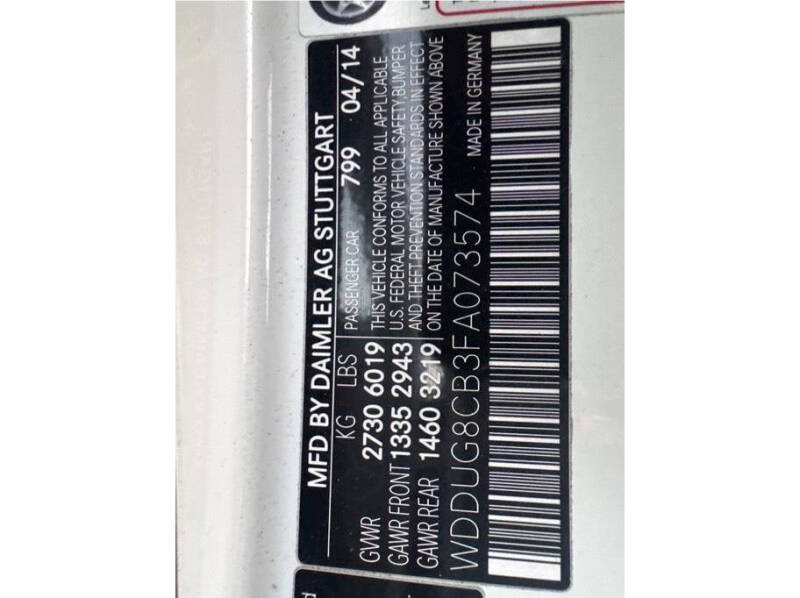 MFD BY DAIMLER AG STUTTGART
KG LBS PASSENGER CAR 799 04/14
GVWR 2730 6019 THIS VEHICLE CONFORMS TO ALL APPLICABLE
GAWR FRONT 1335 2943 U.S. FEDERAL MOTOR VEHICLE SAFETY, BUMPER
GAWR REAR 1460 3219 AND THEFT PREVENTION STANDARDS IN EFFECT
ON THE DATE OF MANUFACTURE SHOWN ABOVE
WDDUG8CB3FA073574 MADE IN GERMANY